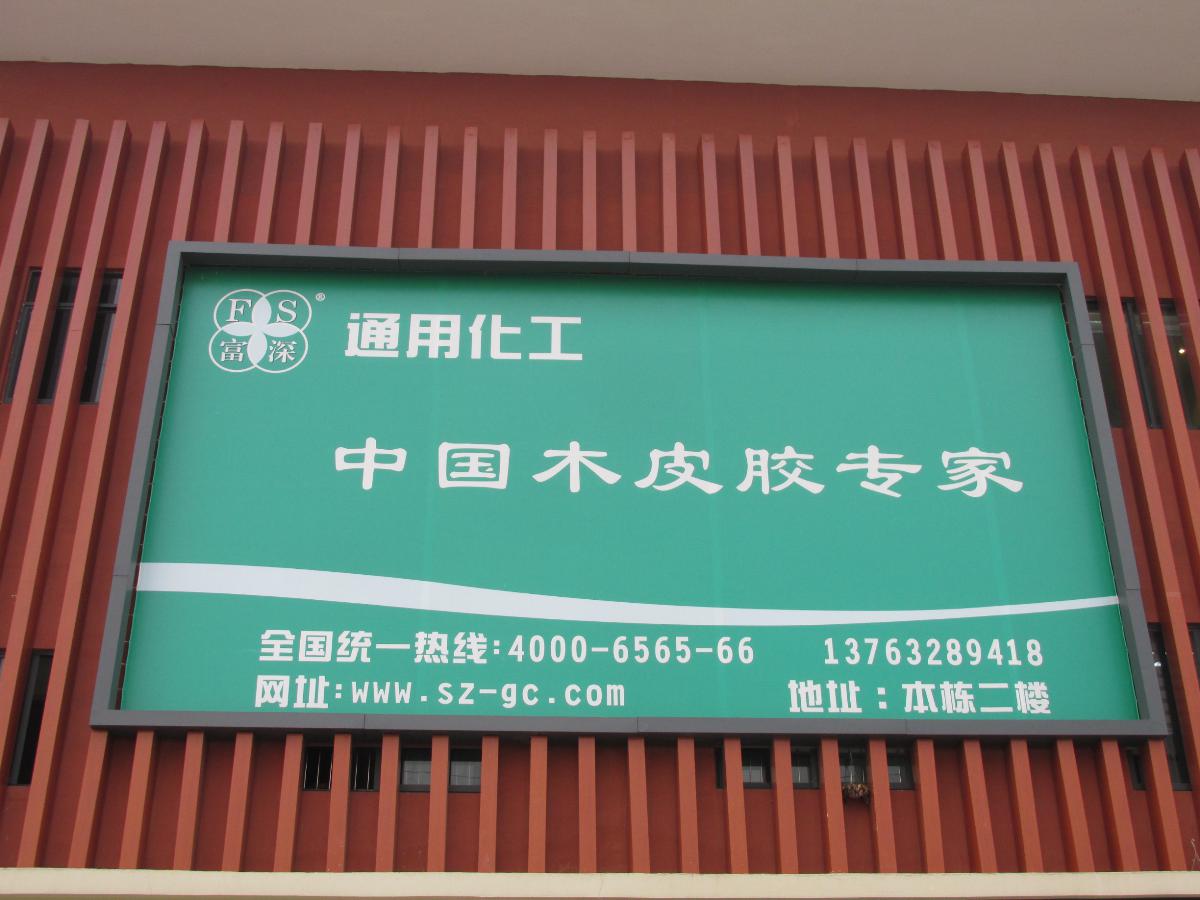 FS®
富深
通用化工
中国木皮胶专家
全国统一热线:4000-6565-66 13763289418
网址:www.sz-gc.com 地址：本栋二楼